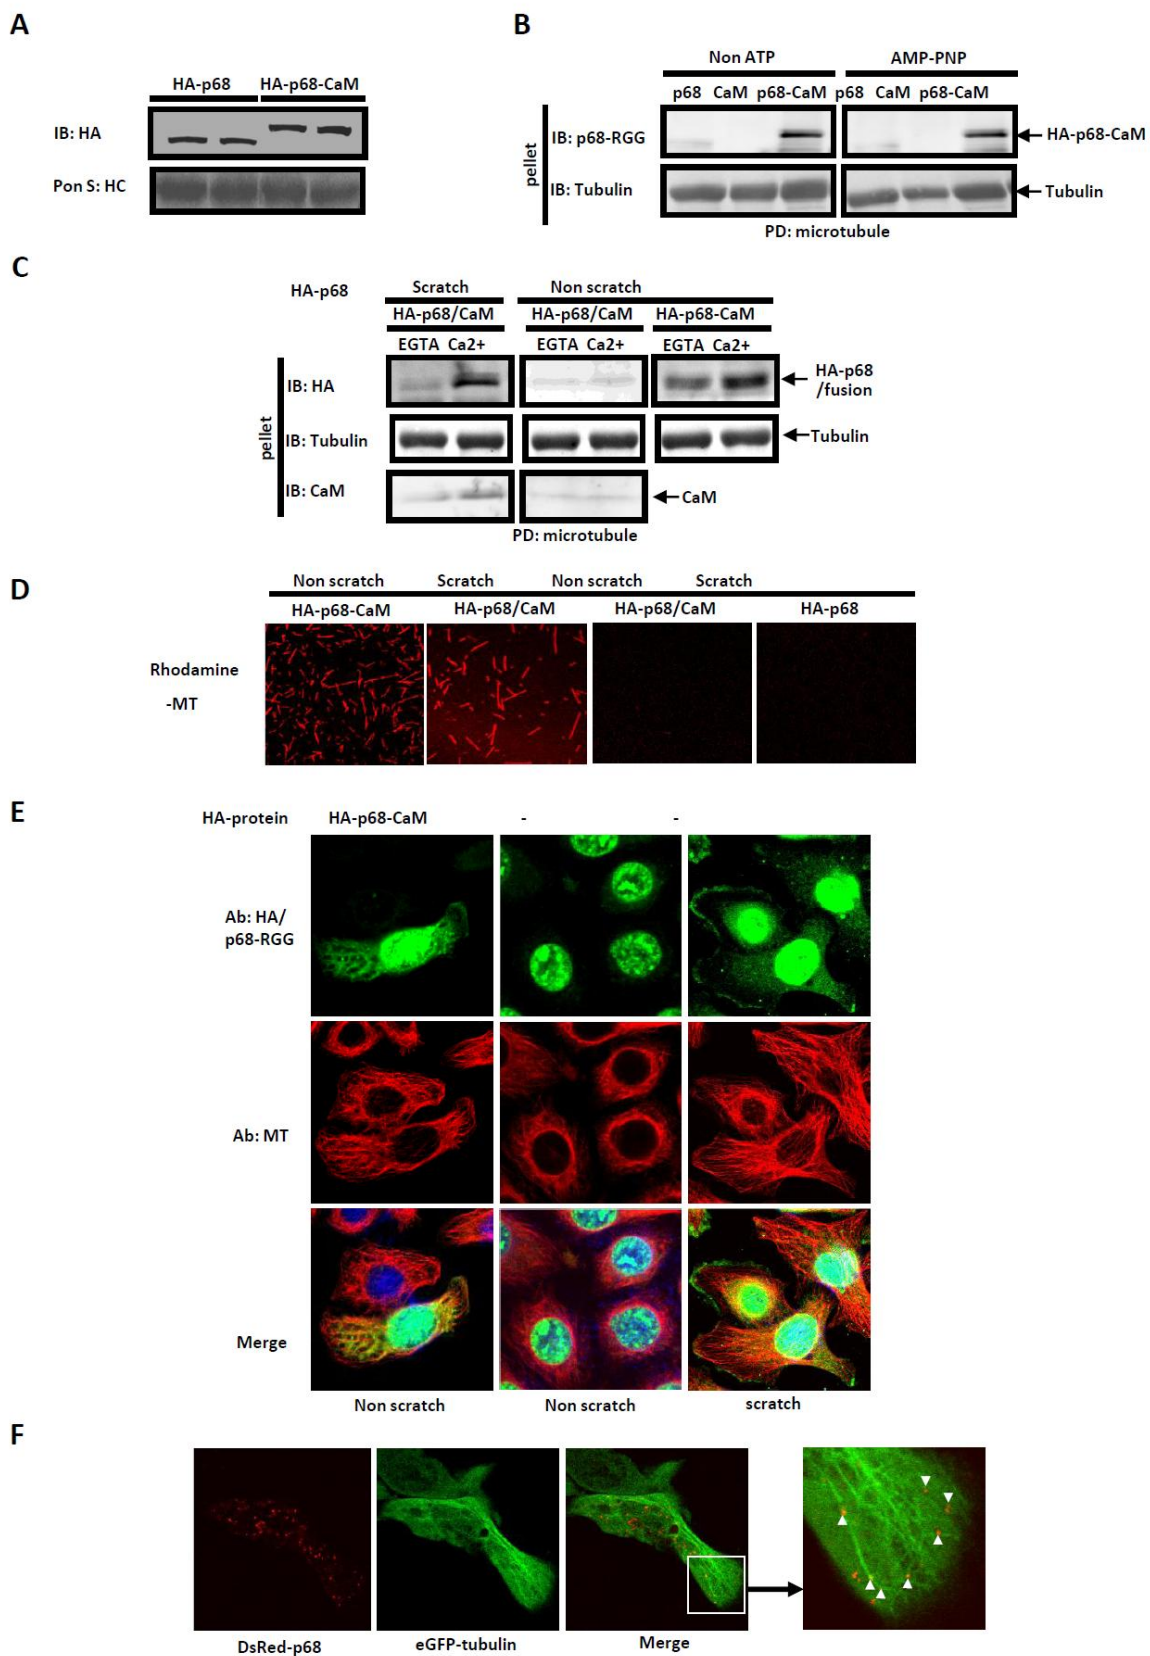 A
HA-p68 HA-p68-CaM
IB: HA
Pon S: HC
B
Non ATP AMP-PNP
p68 CaM p68-CaM p68 CaM p68-CaM
pellet
IB: p68-RGG
HA-p68-CaM
IB: Tubulin
Tubulin
PD: microtubule
C
HA-p68
Scratch Non scratch
HA-p68/CaM HA-p68/CaM HA-p68-CaM
EGTA Ca2+ EGTA Ca2+ EGTA Ca2+
pellet
IB: HA
HA-p68
/fusion
IB: Tubulin
Tubulin
IB: CaM
CaM
PD: microtubule
D
Non scratch Scratch Non scratch Scratch
HA-p68-CaM HA-p68/CaM HA-p68/CaM HA-p68
Rhodamine
-MT
E
HA-protein HA-p68-CaM - -
Ab: HA/
p68-RGG
Ab: MT
Merge
Non scratch Non scratch scratch
F
DsRed-p68 eGFP-tubulin Merge